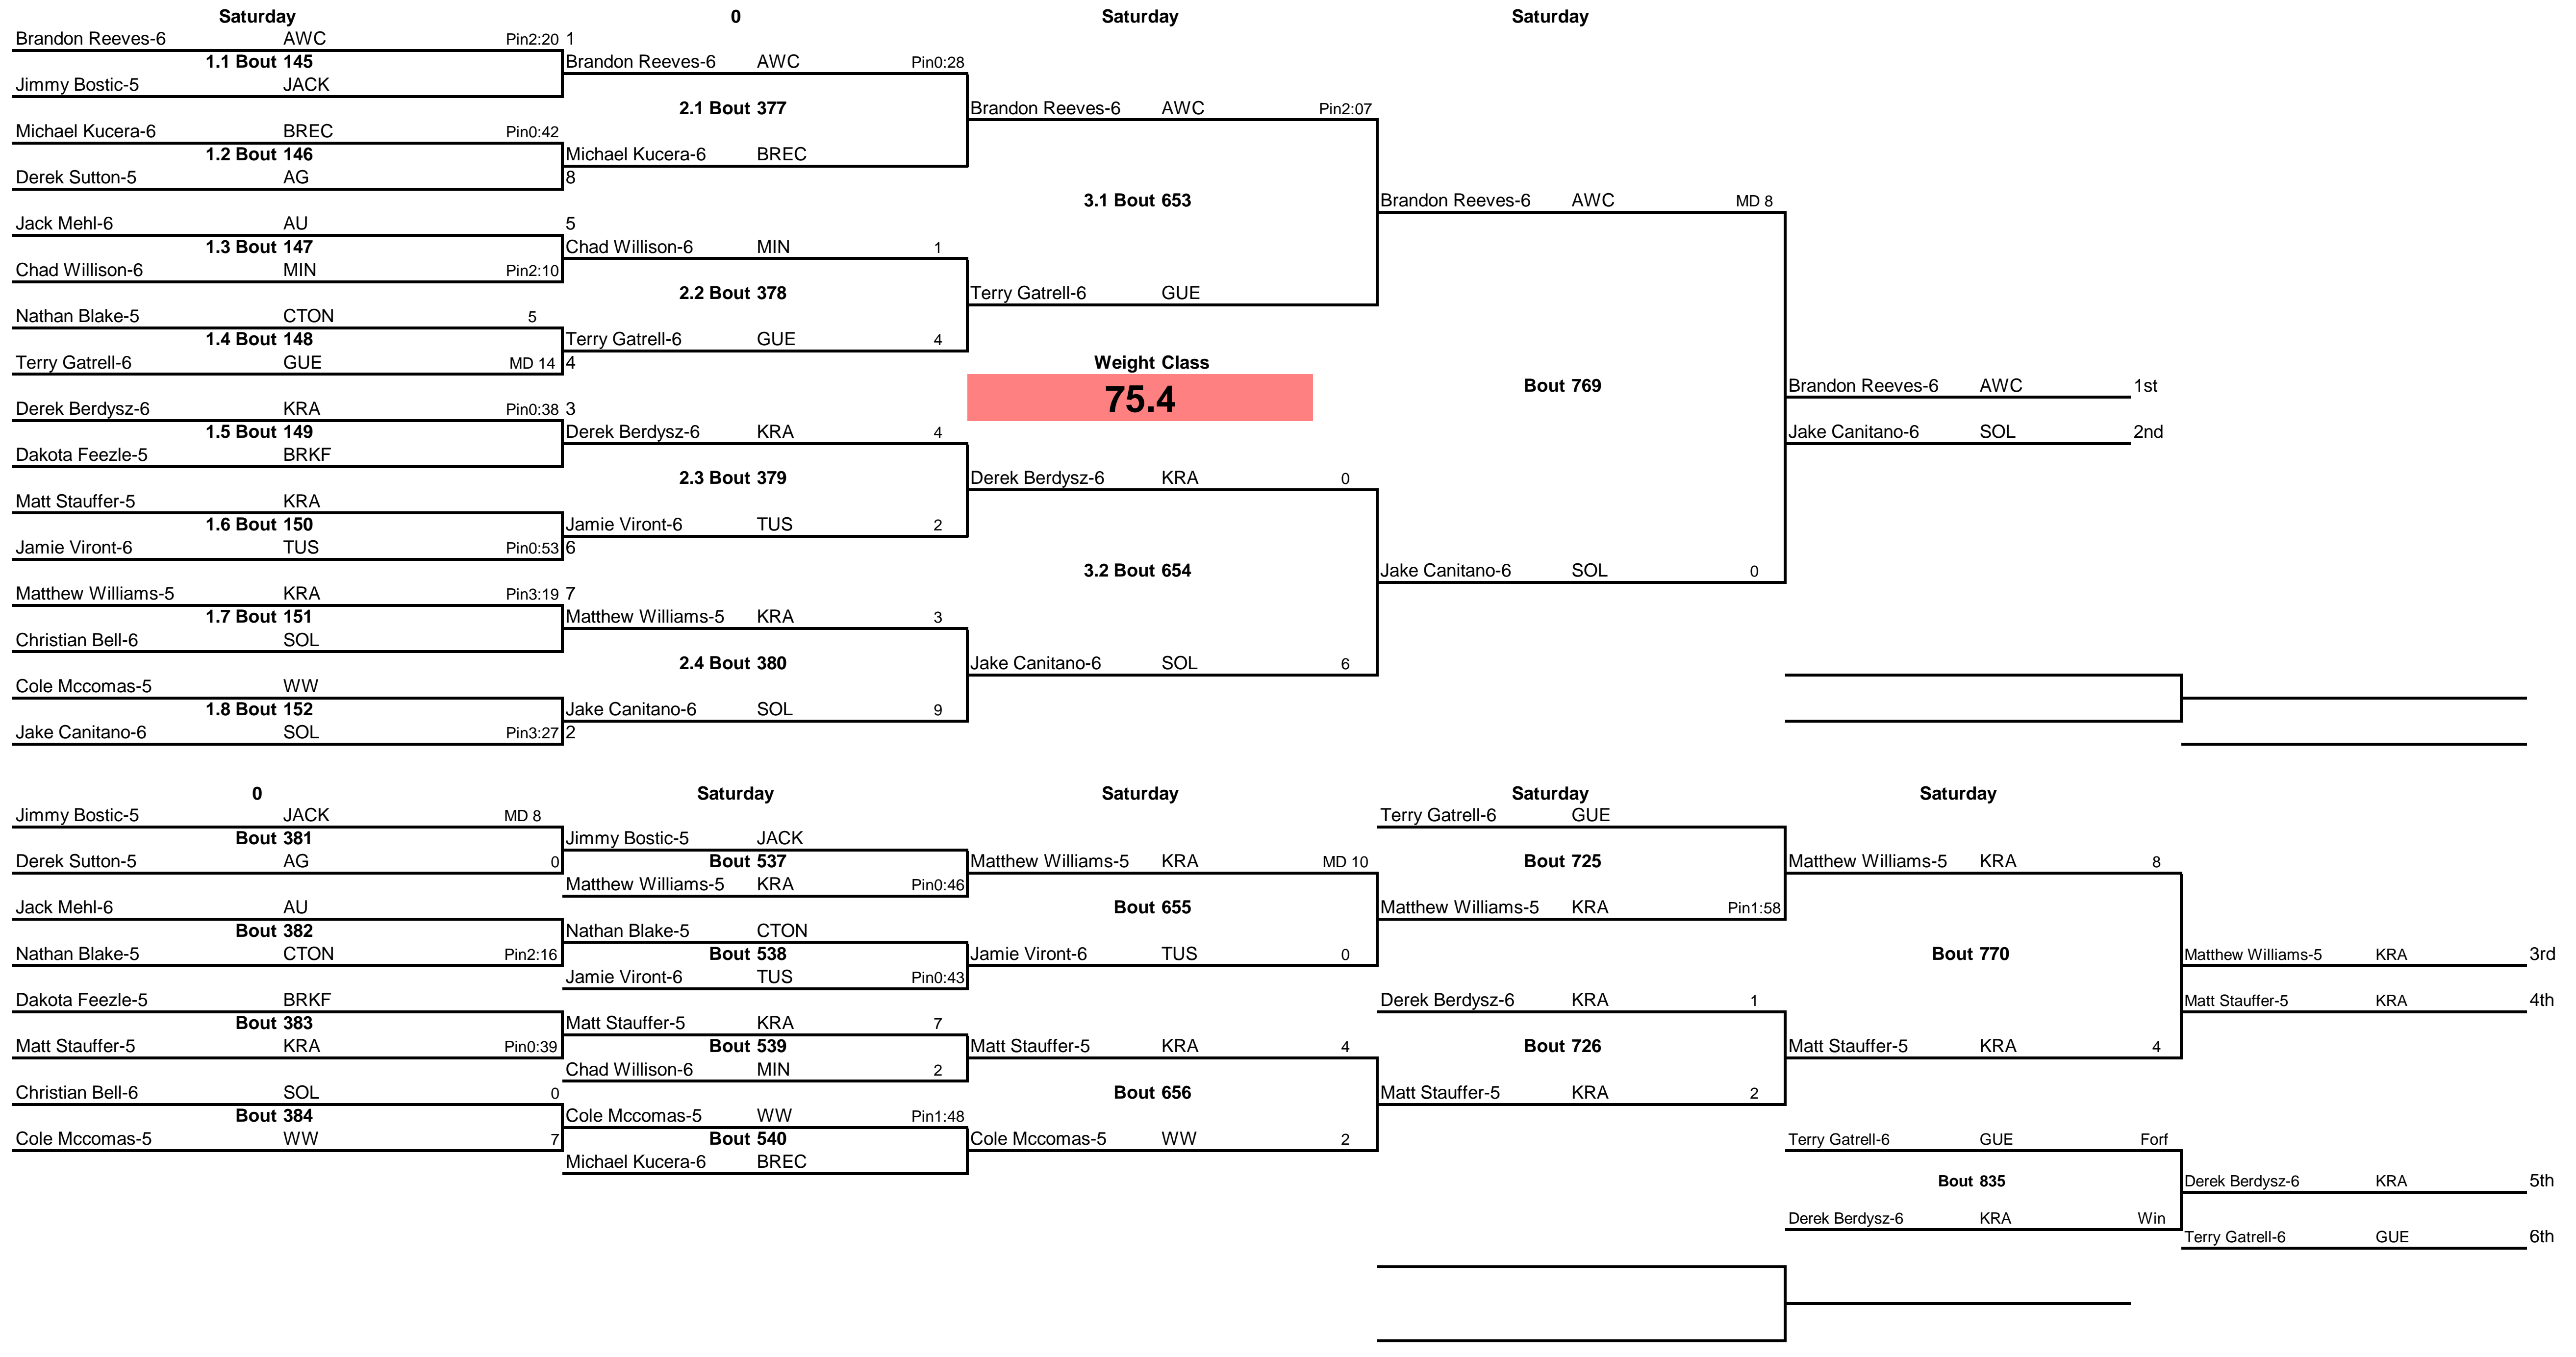 Saturday 0 Saturday Saturday
Brandon Reeves-6 AWC Pin2:20 1
1.1 Bout 145 Brandon Reeves-6 AWC Pin0:28
Jimmy Bostic-5 JACK
2.1 Bout 377 Brandon Reeves-6 AWC Pin2:07
Michael Kucera-6 BREC Pin0:42
1.2 Bout 146 Michael Kucera-6 BREC
Derek Sutton-5 AG 8
3.1 Bout 653 Brandon Reeves-6 AWC MD 8
Jack Mehl-6 AU 5
1.3 Bout 147 Chad Willison-6 MIN 1
Chad Willison-6 MIN Pin2:10
2.2 Bout 378 Terry Gatrell-6 GUE
Nathan Blake-5 CTON 5
1.4 Bout 148 Terry Gatrell-6 GUE 4
Terry Gatrell-6 GUE MD 14 4 Weight Class
75.4 Bout 769 Brandon Reeves-6 AWC 1st
Derek Berdysz-6 KRA Pin0:38 3
1.5 Bout 149 Derek Berdysz-6 KRA 4 Jake Canitano-6 SOL 2nd
Dakota Feezle-5 BRKF
2.3 Bout 379 Derek Berdysz-6 KRA 0
Matt Stauffer-5 KRA
1.6 Bout 150 Jamie Viront-6 TUS 2
Jamie Viront-6 TUS Pin0:53 6
3.2 Bout 654 Jake Canitano-6 SOL 0
Matthew Williams-5 KRA Pin3:19 7
1.7 Bout 151 Matthew Williams-5 KRA 3
Christian Bell-6 SOL
2.4 Bout 380 Jake Canitano-6 SOL 6
Cole Mccomas-5 WW
1.8 Bout 152 Jake Canitano-6 SOL 9
Jake Canitano-6 SOL Pin3:27 2
0 Saturday Saturday Saturday Saturday
Jimmy Bostic-5 JACK MD 8 Terry Gatrell-6 GUE
Bout 381 Jimmy Bostic-5 JACK
Derek Sutton-5 AG 0 Bout 537 Matthew Williams-5 KRA MD 10 Bout 725 Matthew Williams-5 KRA 8
Matthew Williams-5 KRA Pin0:46
Jack Mehl-6 AU Bout 655 Matthew Williams-5 KRA Pin1:58
Bout 382 Nathan Blake-5 CTON
Nathan Blake-5 CTON Pin2:16 Bout 538 Jamie Viront-6 TUS 0 Bout 770 Matthew Williams-5 KRA 3rd
Jamie Viront-6 TUS Pin0:43
Dakota Feezle-5 BRKF Derek Berdysz-6 KRA 1 Matt Stauffer-5 KRA 4th
Bout 383 Matt Stauffer-5 KRA 7
Matt Stauffer-5 KRA Pin0:39 Bout 539 Matt Stauffer-5 KRA 4 Bout 726 Matt Stauffer-5 KRA 4
Chad Willison-6 MIN 2
Christian Bell-6 SOL 0 Bout 656 Matt Stauffer-5 KRA 2
Bout 384 Cole Mccomas-5 WW Pin1:48
Cole Mccomas-5 WW 7 Bout 540 Cole Mccomas-5 WW 2 Terry Gatrell-6 GUE Forf
Michael Kucera-6 BREC
Bout 835 Derek Berdysz-6 KRA 5th
Derek Berdysz-6 KRA Win
Terry Gatrell-6 GUE 6th